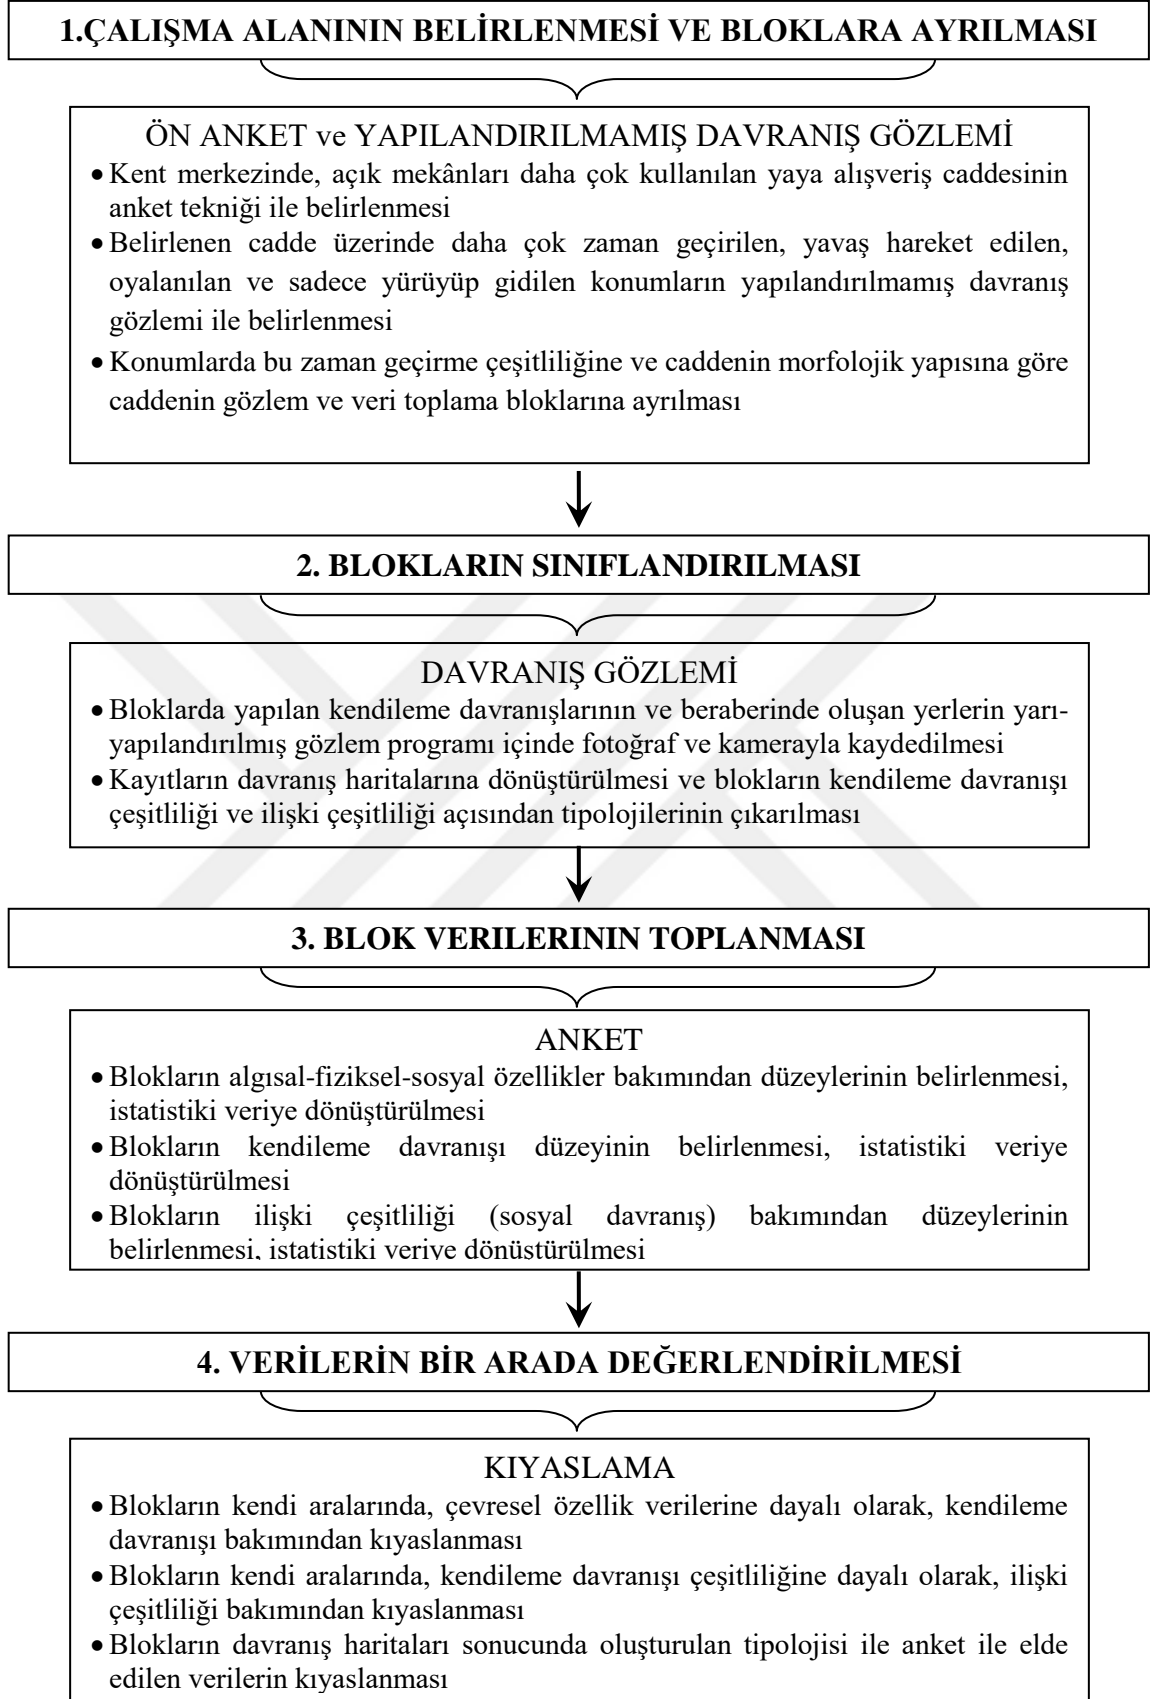 1.ÇALIŞMA ALANININ BELİRLENMESİ VE BLOKLARA AYRILMASI
ÖN ANKET ve YAPILANDIRILMAMIŞ DAVRANIŞ GÖZLEMİ
• Kent merkezinde, açık mekânları daha çok kullanılan yaya alışveriş caddesinin
anket tekniği ile belirlenmesi
• Belirlenen cadde üzerinde daha çok zaman geçirilen, yavaş hareket edilen,
oyalanılan ve sadece yürüyüp gidilen konumların yapılandırılmamış davranış
gözlemi ile belirlenmesi
• Konumlarda bu zaman geçirme çeşitliliğine ve caddenin morfolojik yapısına göre
caddenin gözlem ve veri toplama bloklarına ayrılması
2. BLOKLARIN SINIFLANDIRILMASI
DAVRANIŞ GÖZLEMİ
• Bloklarda yapılan kendileme davranışlarının ve beraberinde oluşan yerlerin yarı-
yapılandırılmış gözlem programı içinde fotoğraf ve kamerayla kaydedilmesi
• Kayıtların davranış haritalarına dönüştürülmesi ve blokların kendileme davranışı
çeşitliliği ve ilişki çeşitliliği açısından tipolojilerinin çıkarılması
3. BLOK VERILERININ TOPLANMASI
ANKET
• Blokların algısal-fiziksel-sosyal özellikler bakımından düzeylerinin belirlenmesi,
istatistiki veriye dönüştürülmesi
• Blokların kendileme davranışı düzeyinin belirlenmesi, istatistiki veriye
dönüştürülmesi
• Blokların ilişki çeşitliliği (sosyal davranış) bakımından düzeylerinin
belirlenmesi, istatistiki veriye dönüştürülmesi
4. VERİLERİN BİR ARADA DEĞERLENDİRİLMESİ
KIYASLAMA
• Blokların kendi aralarında, çevresel özellik verilerine dayalı olarak, kendileme
davranışı bakımından kıyaslanması
• Blokların kendi aralarında, kendileme davranışı çeşitliliğine dayalı olarak, ilişki
çeşitliliği bakımından kıyaslanması
• Blokların davranış haritaları sonucunda oluşturulan tipolojisi ile anket ile elde
edilen verilerin kıyaslanması